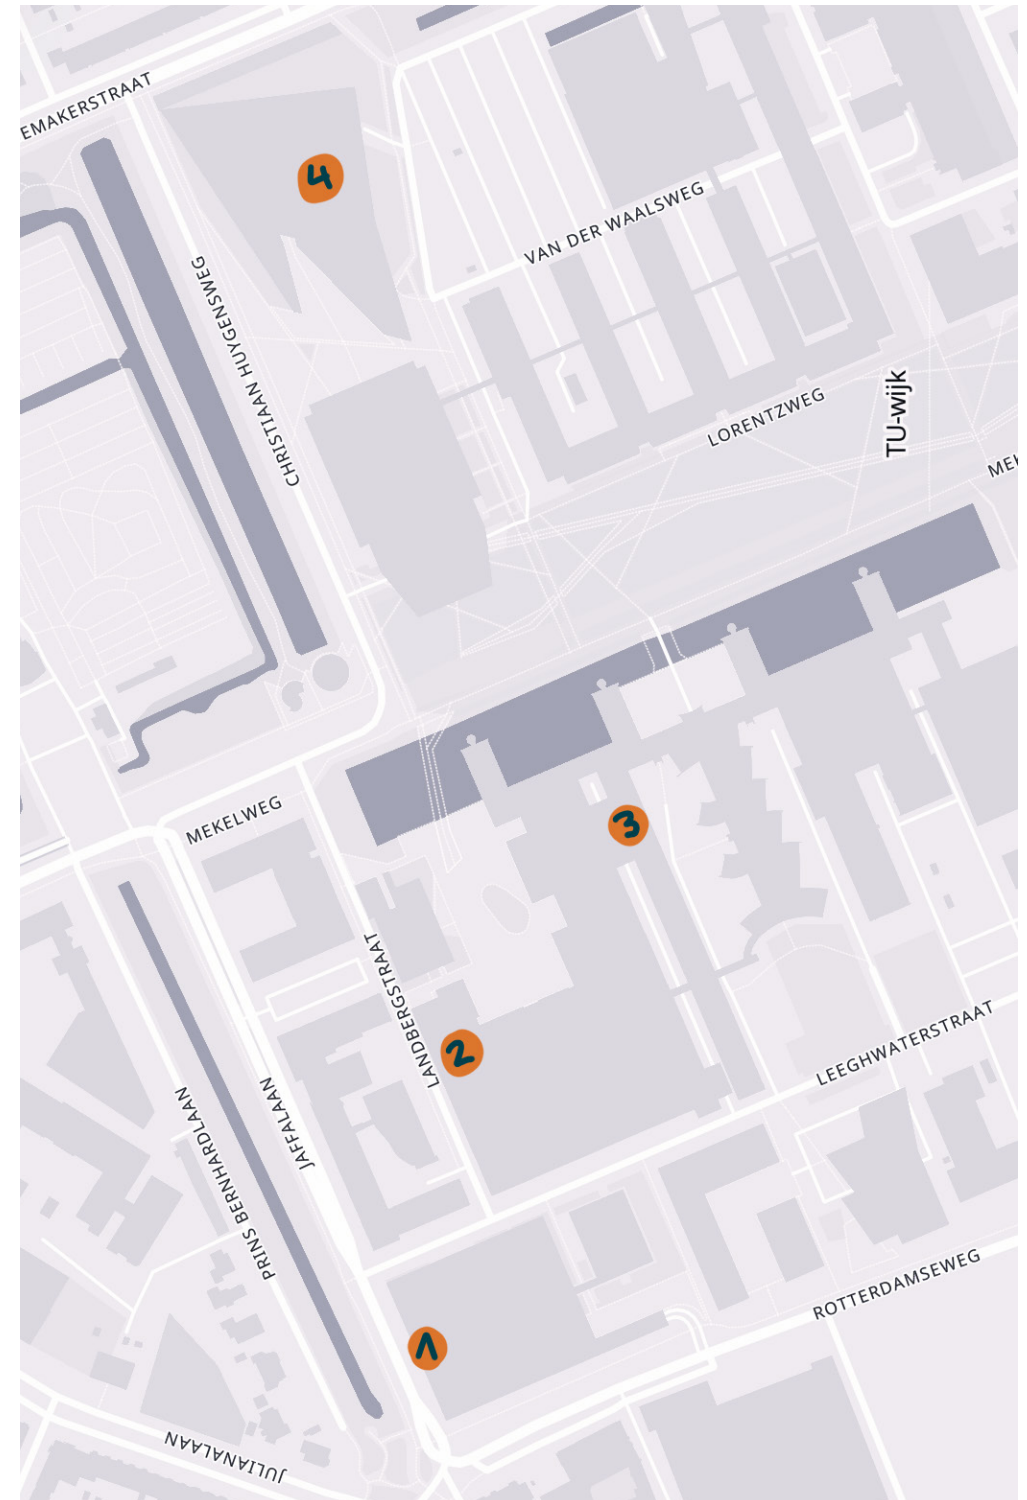 EMAKERSTRAAT
4
VAN DER WAALSWEG
CHRISTIAAN HUYGENSWEG
TU-wijk
LORENTZWEG
MEK
MEKELWEG
3
LANDBERGSTRAAT
2
LEEGHWATERSTRAAT
JAFFALAAN
PRINS BERNHARDLAAN
ROTTERDAMSEWEG
1
JULIANALAAN